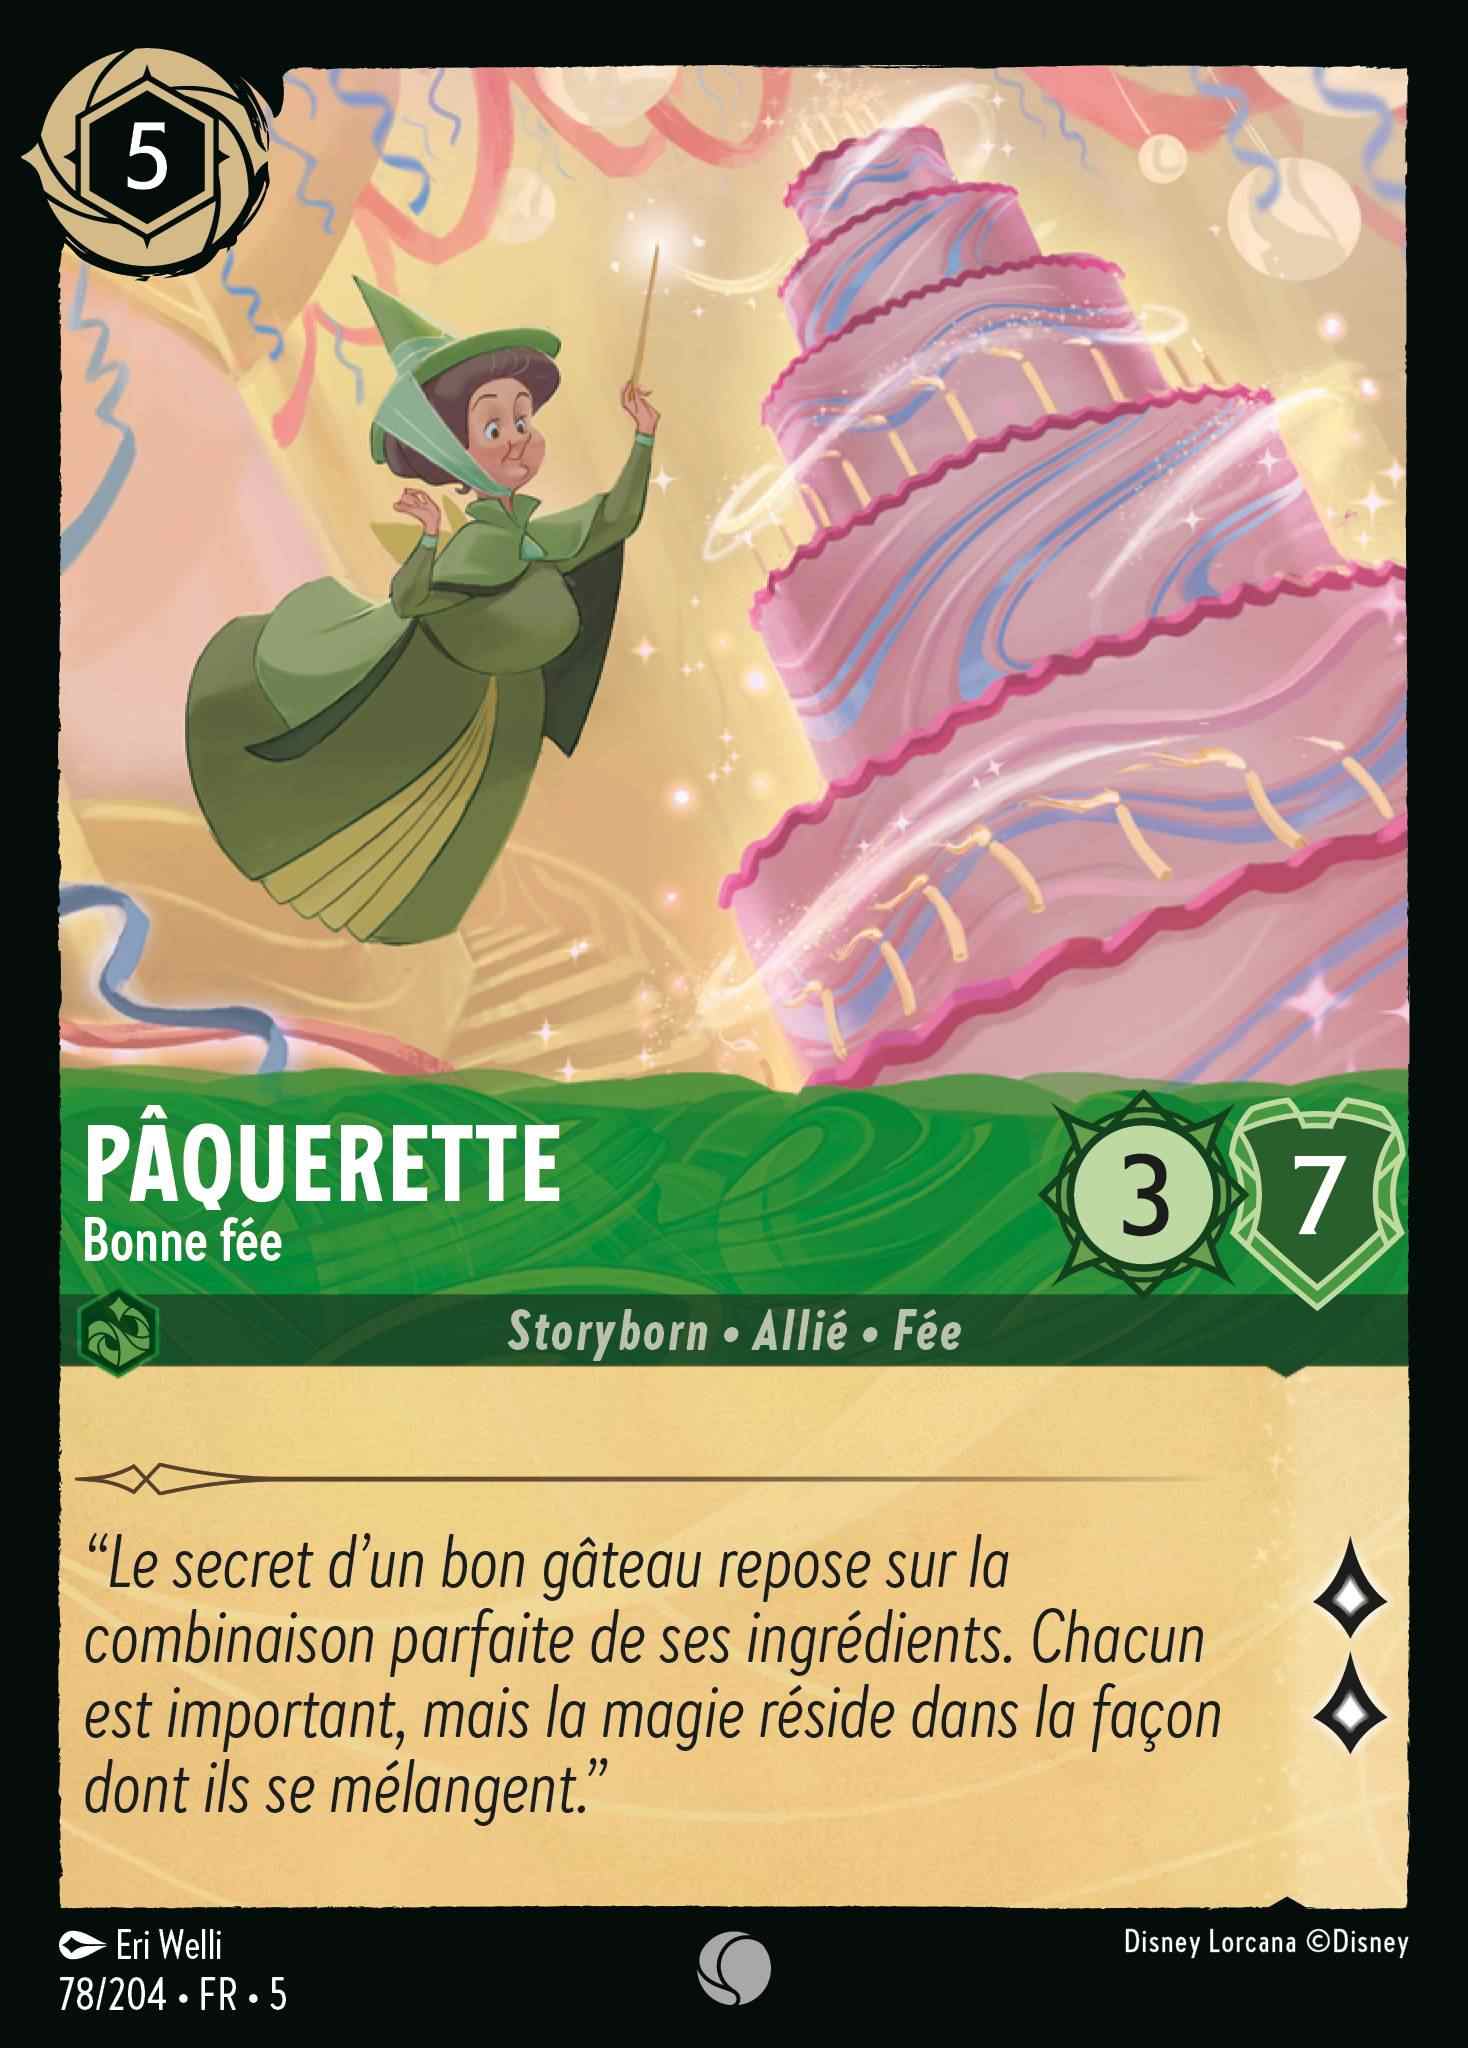 5
PÂQUERETTE
Bonne fée
3
7
Storyborn • Allié • Fée
“Le secret d’un bon gâteau repose sur la
combinaison parfaite de ses ingrédients. Chacun
est important, mais la magie réside dans la façon
dont ils se mélangent.”
Eri Welli
Disney Lorcana ©Disney
78/204 • FR • 5